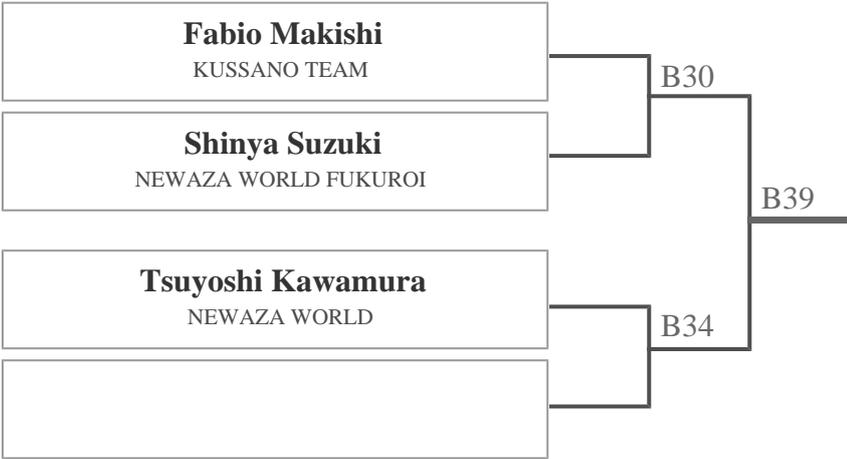 Fabio Makishi
KUSSANO TEAM
B30
Shinya Suzuki
NEWAZA WORLD FUKUROI
B39
Tsuyoshi Kawamura
NEWAZA WORLD
B34